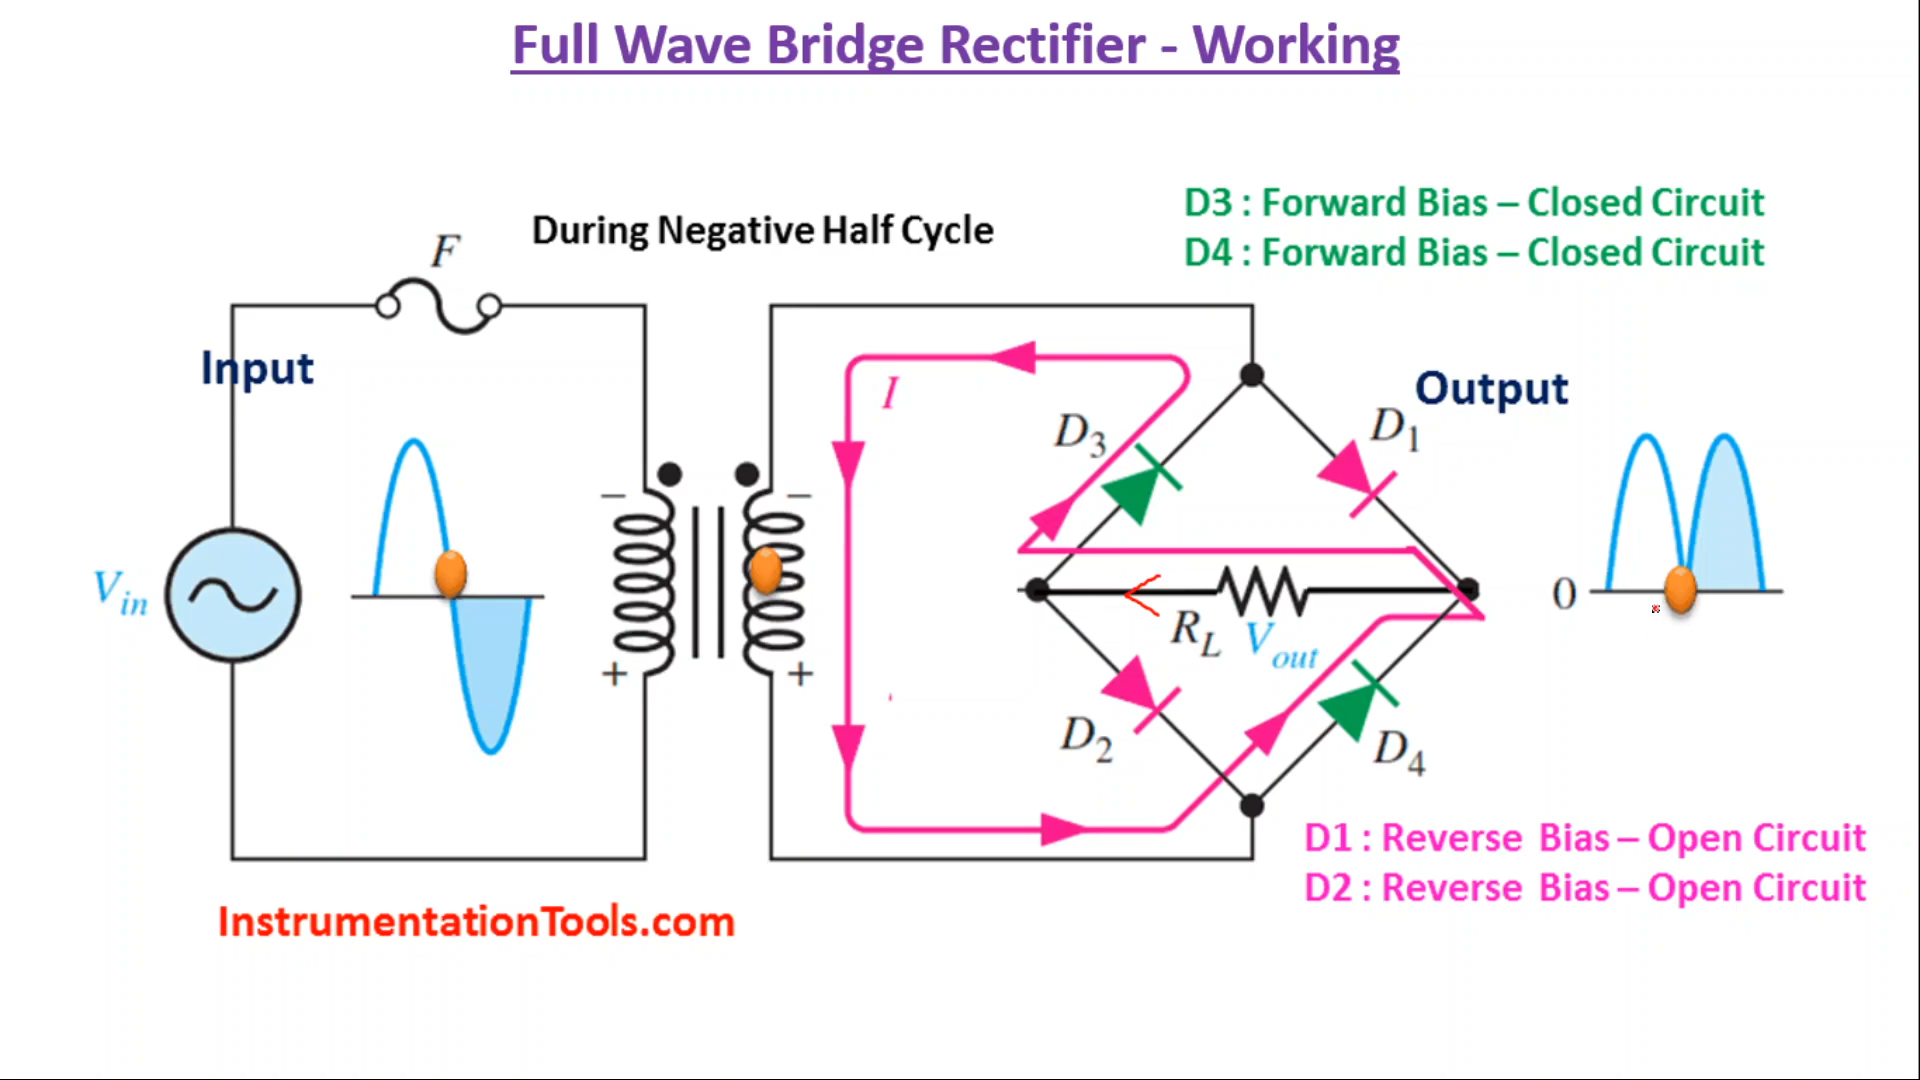 Full Wave Bridge Rectifier - Working
D3 : Forward Bias – Closed Circuit
D4 : Forward Bias – Closed Circuit
During Negative Half Cycle
F
Input
I
Output
D3
D1
−
−
Vin
0
RL
Vout
+
+
D2
D4
D1 : Reverse Bias – Open Circuit
D2 : Reverse Bias – Open Circuit
InstrumentationTools.com